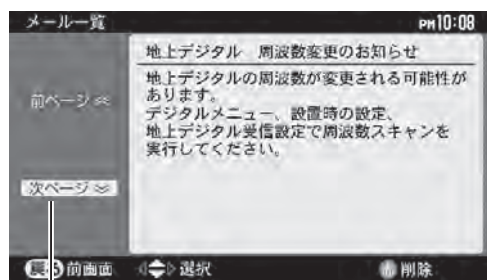 メール一覧
PM10:08
地上デジタル 周波数変更のお知らせ
地上デジタルの周波数が変更される可能性が
あります。
デジタルメニュー、設置時の設定、
地上デジタル受信設定で周波数スキャンを
実行してください。
前ページ
次ページ
戻る 前画面 選択 削除